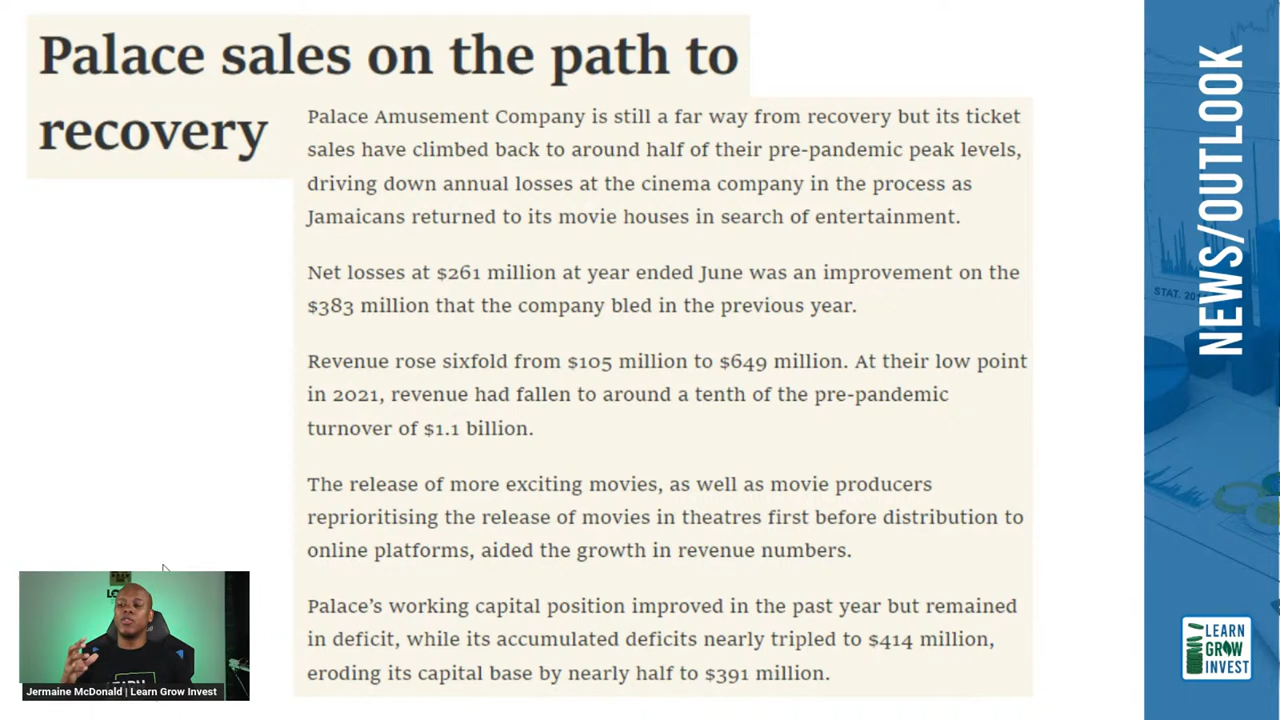 Palace sales on the path to
recovery
Palace Amusement Company is still a far way from recovery but its ticket
sales have climbed back to around half of their pre-pandemic peak levels,
driving down annual losses at the cinema company in the process as
Jamaicans returned to its movie houses in search of entertainment.
Net losses at $261 million at year ended June was an improvement on the
$383 million that the company bled in the previous year.
Revenue rose sixfold from $105 million to $649 million. At their low point
in 2021, revenue had fallen to around a tenth of the pre-pandemic
turnover of $1.1 billion.
The release of more exciting movies, as well as movie producers
reprioritising the release of movies in theatres first before distribution to
online platforms, aided the growth in revenue numbers.
Palace's working capital position improved in the past year but remained
in deficit, while its accumulated deficits nearly tripled to $414 million,
eroding its capital base by nearly half to $391 million.
NEWS/OUTLOOK
Jermaine McDonald | Learn Grow Invest
LEARN
GROW
INVEST